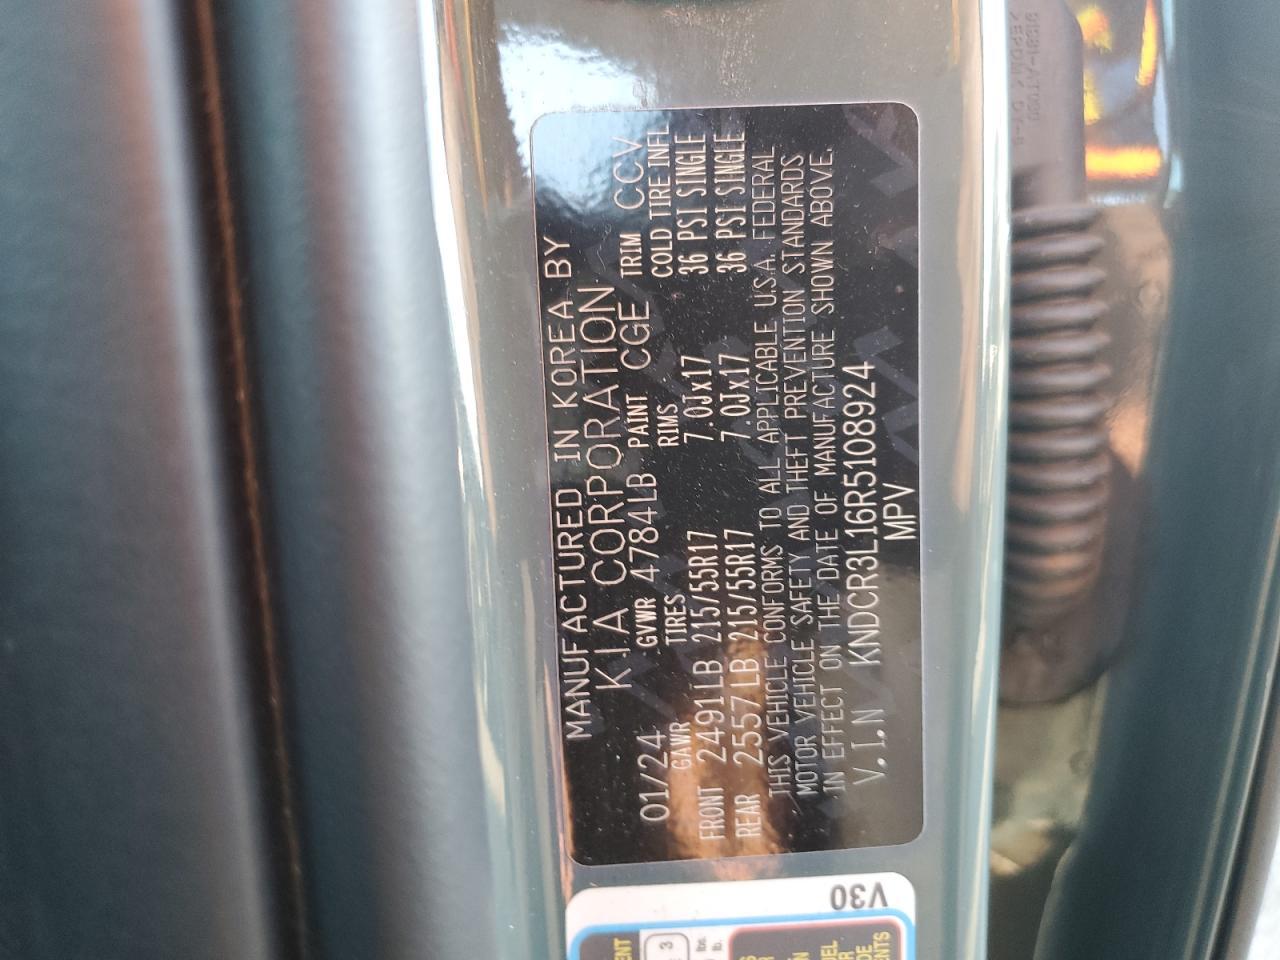 MANUFACTURED IN KOREA BY
KIA CORPORATION
01/24 GVWR 4784LB PAINT CGE TRIM CCV
GAWR TIRES RIMS COLD TIRE INFL
FRONT 2491LB 215/55R17 7.0Jx17 36 PSI SINGLE
REAR 2557LB 215/55R17 7.0Jx17 36 PSI SINGLE
THIS VEHICLE CONFORMS TO ALL APPLICABLE U.S.A. FEDERAL
MOTOR VEHICLE SAFETY AND THEFT PREVENTION STANDARDS
IN EFFECT ON THE DATE OF MANUFACTURE SHOWN ABOVE.
V.I.N KNDCR3L16R5108924
MPV
V30